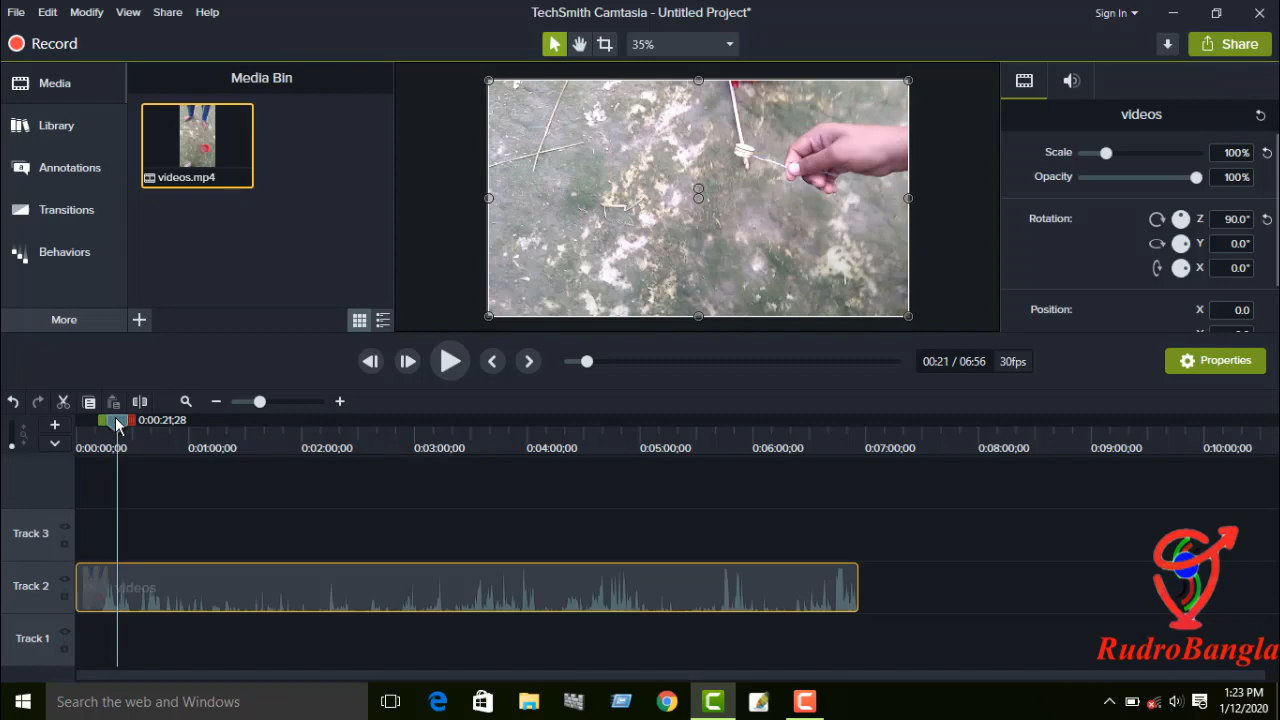 File Edit Modify View Share Help
TechSmith Camtasia - Untitled Project*
Sign In
Record
35%
Share
Media
Media Bin
videos
Library
videos.mp4
Scale 100%
Opacity 100%
Annotations
Transitions
Rotation: Z 90.0°
Y 0.0°
Behaviors
X 0.0°
Position: X 0.0
More
00:21 / 06:56 30fps
Properties
0:00:21;28
0:00:00;00 0:01:00;00 0:02:00;00 0:03:00;00 0:04:00;00 0:05:00;00 0:06:00;00 0:07:00;00 0:08:00;00 0:09:00;00 0:10:00;00
Track 3
Track 2
videos
Track 1
RudroBangla
Search the web and Windows
1:23 PM
1/12/2020